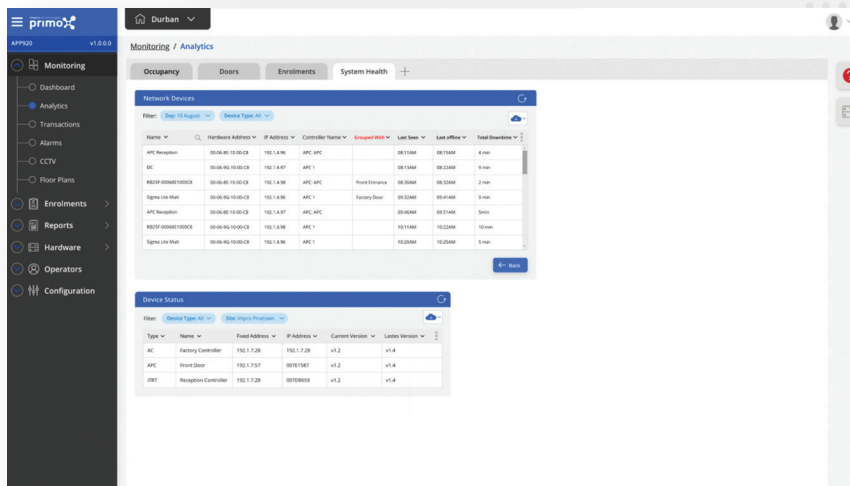 primo
Durban
APP920 v1.0.0.0
Monitoring / Analytics
Monitoring
Dashboard
Analytics
Transactions
Alarms
CCTV
Floor Plans
Enrolments
Reports
Hardware
Operators
Configuration
Occupancy Doors Enrolments System Health
Network Devices
Filter: Day: 10 August Device Type: All
Name Hardware Address IP Address Controller Name Grouped With Last Seen Last offline Total Downtime
APC Reception 00-06-8E-10-00-C8 192.1.4.96 APC: APC 08:11AM 08:15AM 4 min
DC 00-06-9G-10-00-C8 192.1.4.97 APC 1 08:13AM 08:22AM 9 min
RB25F-00068E1000C8 00-06-8E-10-00-C8 192.1.4.98 APC: APC Front Entrance 08:30AM 08:32AM 2 min
Sigma Lite Mali 00-06-9G-10-00-C8 192.1.4.96 APC 1 Factory Door 09:32AM 09:41AM 9 min
APC Reception 00-06-8E-10-00-C8 192.1.4.97 APC: APC 09:46AM 09:51AM 5min
RB25F-00068E1000C8 00-06-9G-10-00-C8 192.1.4.98 APC 1 10:11AM 10:22AM 10 min
Sigma Lite Mali 00-06-9G-10-00-C8 192.1.4.96 APC 1 10:20AM 10:25AM 5 min
Back
Device Status
Filter: Device Type: All Site: Impro Pinetown
Type Name Fixed Address IP Address Current Version Lastes Version
AC Factory Controller 192.1.7.28 192.1.7.28 v1.2 v1.4
APC Front Door 192.1.7.57 007E1587 v1.2 v1.4
iTRT Reception Controller 192.1.7.28 007D8659 v1.2 v1.4